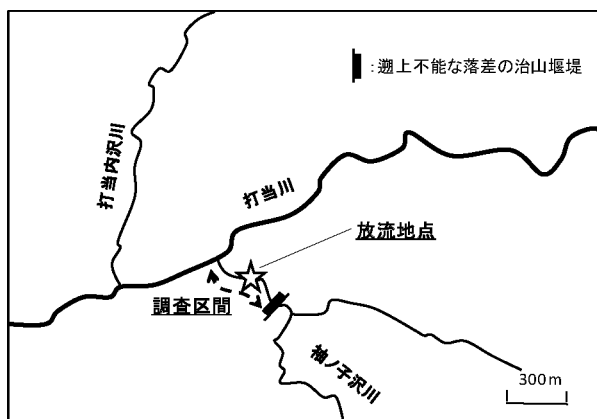 ：遡上不能な落差の治山堰堤
打当内沢川
打当川
放流地点
調査区間
袖ノ子沢川
300m